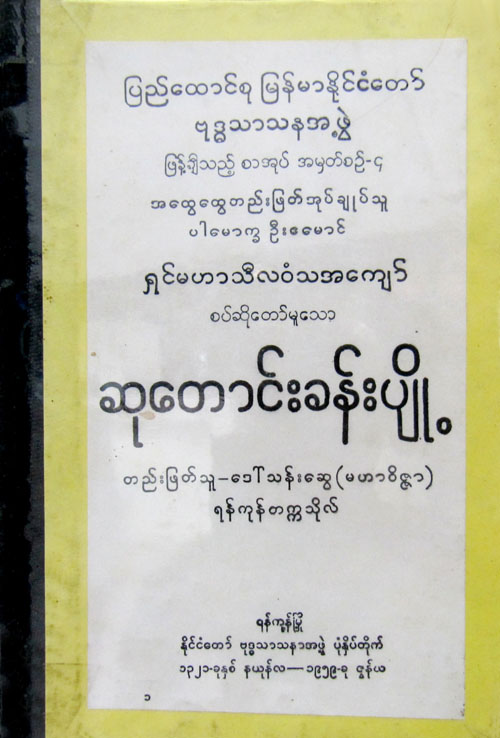 ပြည်ထောင်စု မြန်မာနိုင်ငံတော်
ဗုဒ္ဓသာသနအဖွဲ့
ဖြန့်ချိသည့် စာအုပ် အမှတ်စဉ်-၄
အထွေထွေတည်းဖြတ်အုပ်ချုပ်သူ
ပါမောက္ခ ဦးဧမောင်
ရှင်မဟာသီလဝံသအကျော်
စပ်ဆိုတော်မူသော
ဆုတောင်းခန်းပျို့
တည်းဖြတ်သူ-ဒေါ်သန်းဆွေ(မဟာဝိဇ္ဇာ)
ရန်ကုန်တက္ကသိုလ်
ရန်ကုန်မြို့
နိုင်ငံတော် ဗုဒ္ဓသာသနာအဖွဲ့ ပုံနှိပ်တိုက်
၁၃၂၁-ခုနှစ် နယုန်လ—၁၉၅၉-ခု ဇွန်လ
၁